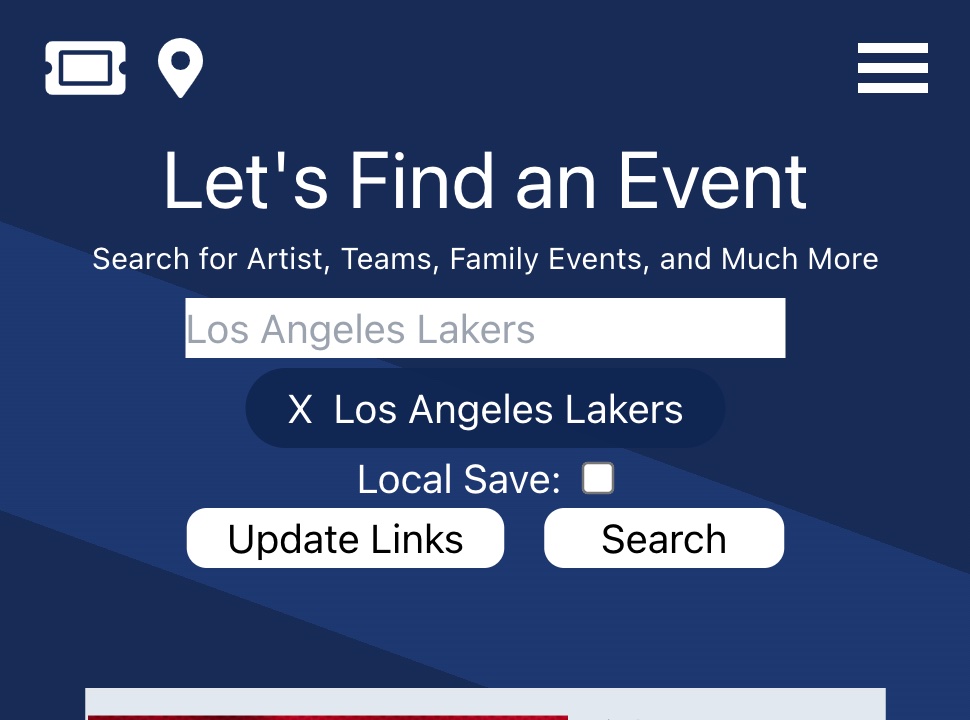 Let's Find an Event
Search for Artist, Teams, Family Events, and Much More
Los Angeles Lakers
X Los Angeles Lakers
Local Save:
Update Links Search